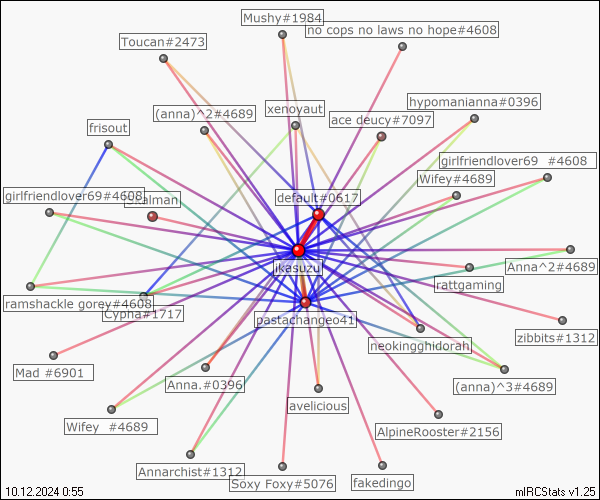 Mushy#1984
no cops no laws no hope#4608
Toucan#2473
hypomanianna#0396
xenoyaut
(anna)^2#4689
ace deucy#7097
frisout
girlfriendlover69 #4608
Wifey#4689
girlfriendlover69#4608
default#0617
ikasuzu
Anna^2#4689
rattgaming
ramshackle gorey#4608
Cypha#1717
pastachangeo41
zibbits#1312
neokingghidorah
Mad #6901
Anna.#0396
(anna)^3#4689
avelicious
Wifey #4689
AlpineRooster#2156
Annarchist#1312
Soxy Foxy#5076
fakedingo
10.12.2024 0:55
mIRCStats v1.25